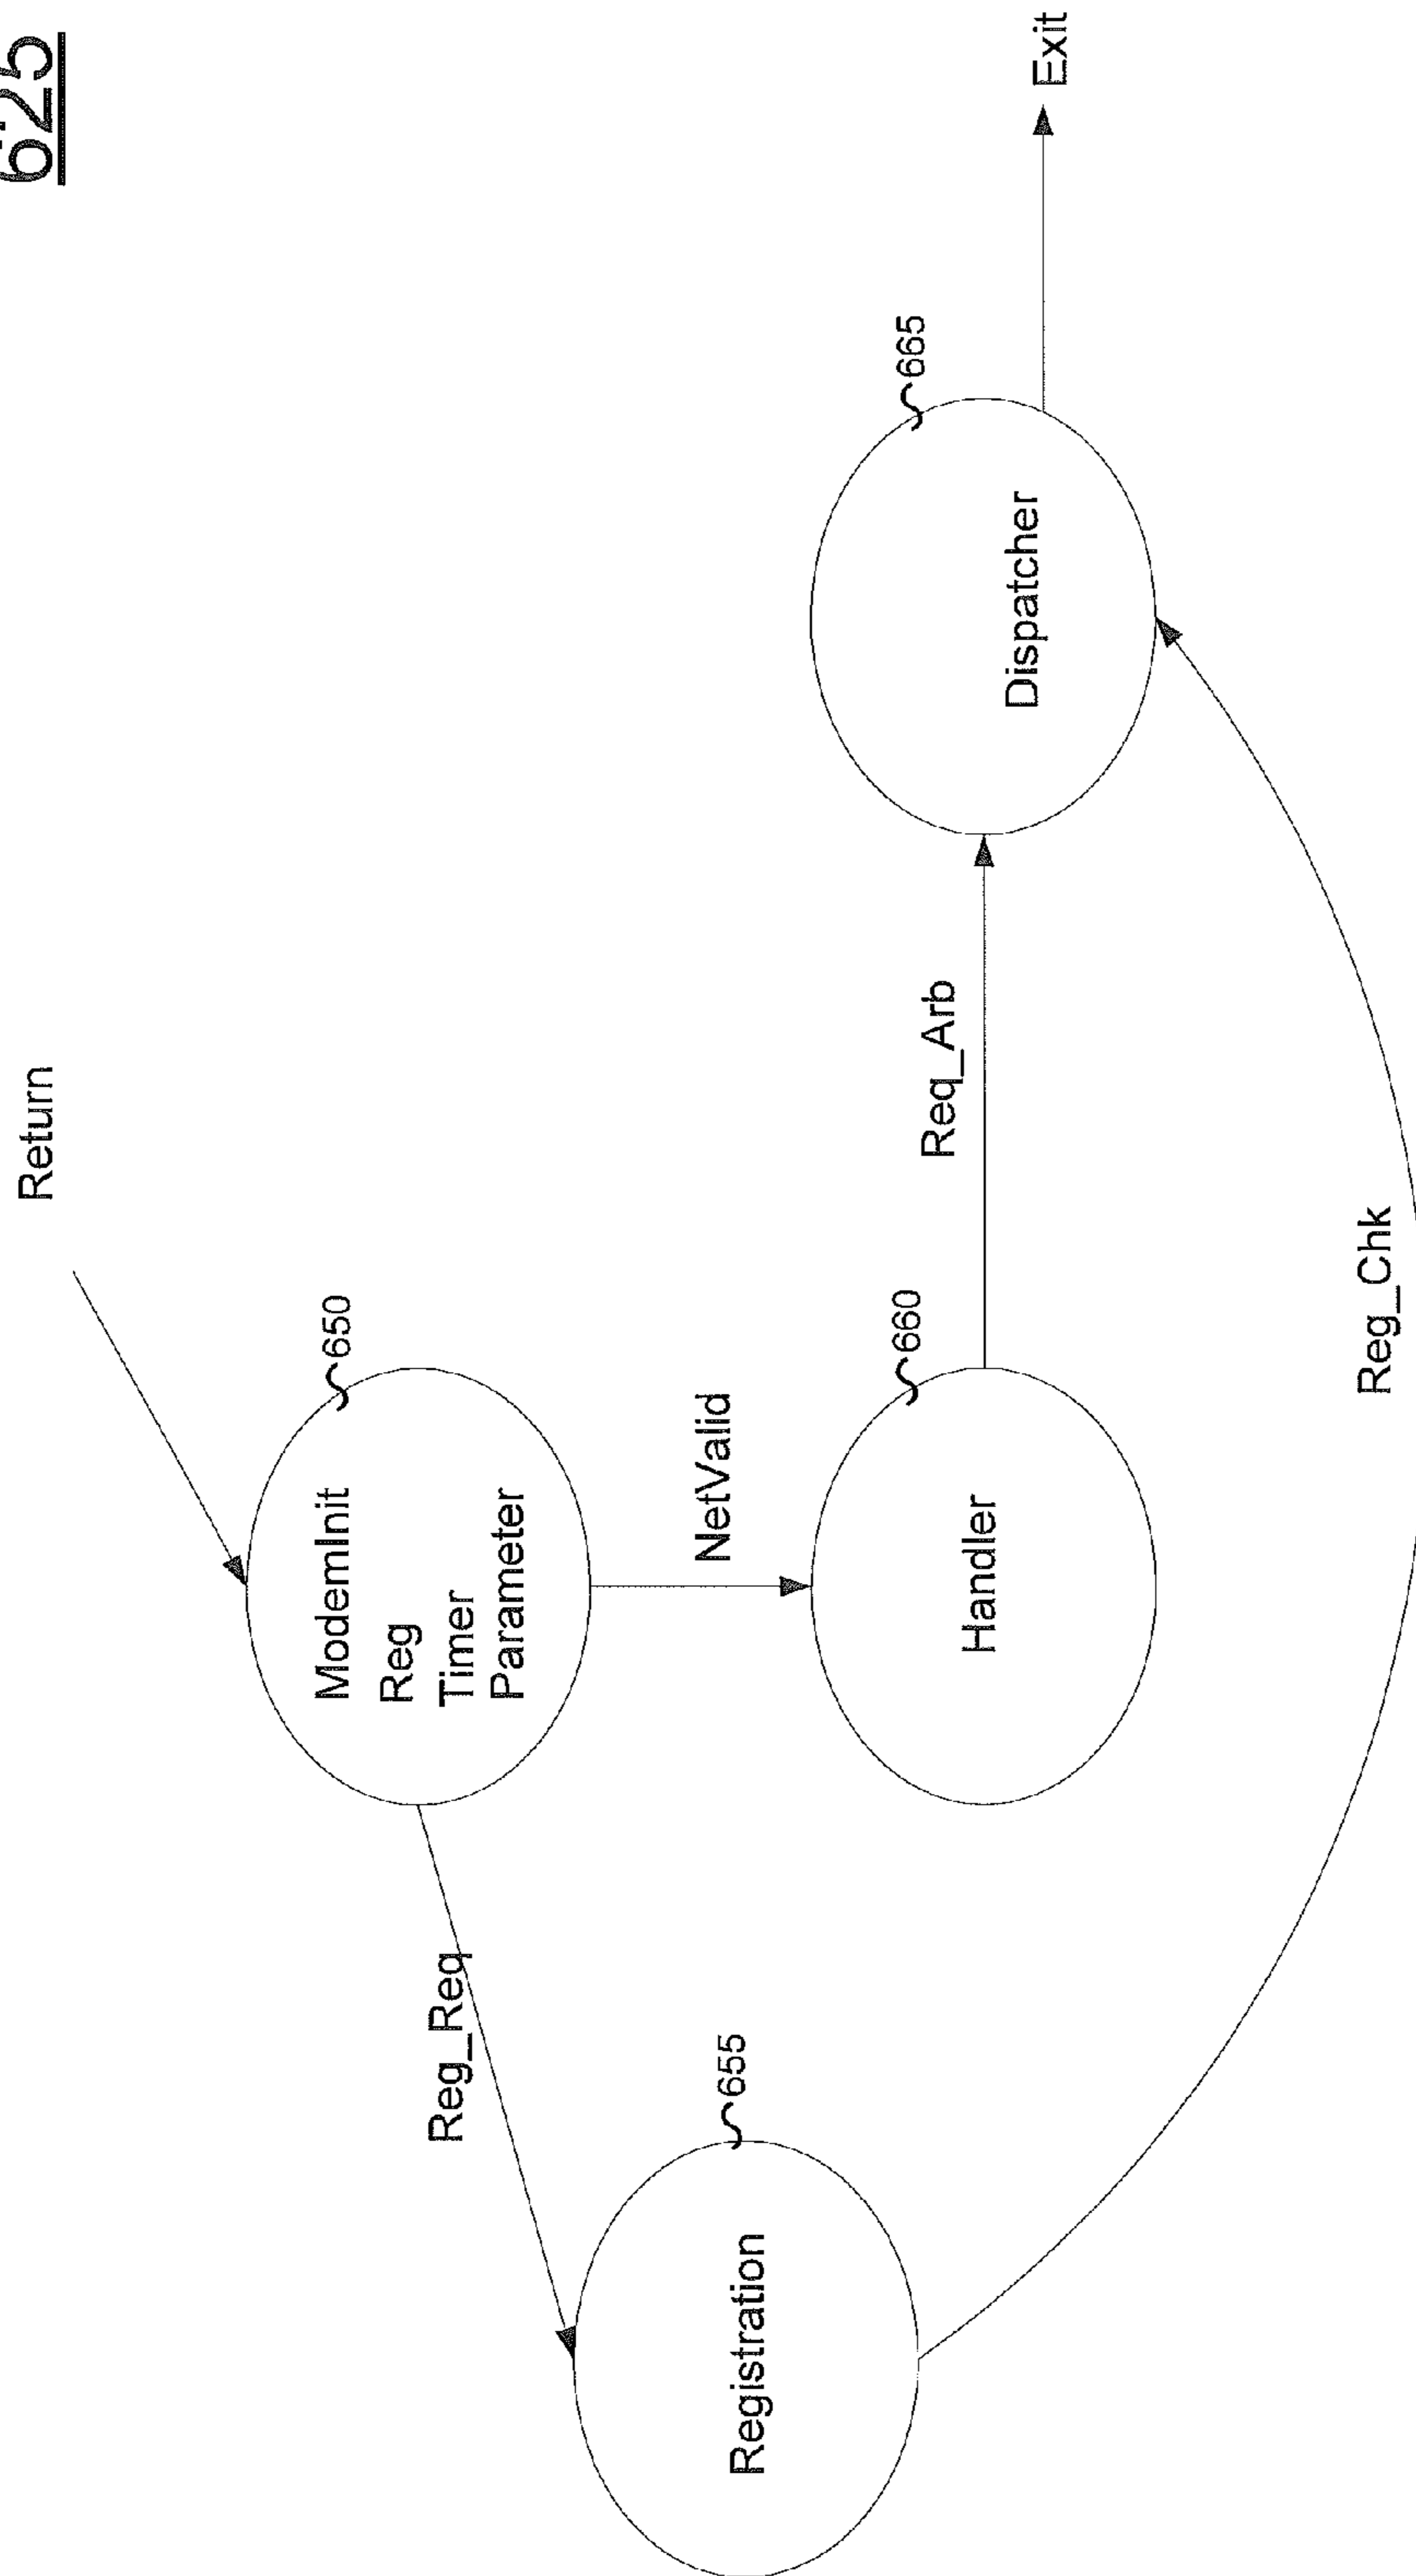 625
Return
650
ModemInit
Reg
Timer
Parameter
Reg_Req
NetValid
655
Registration
660
Handler
Req_Arb
665
Dispatcher
Exit
Reg_Chk